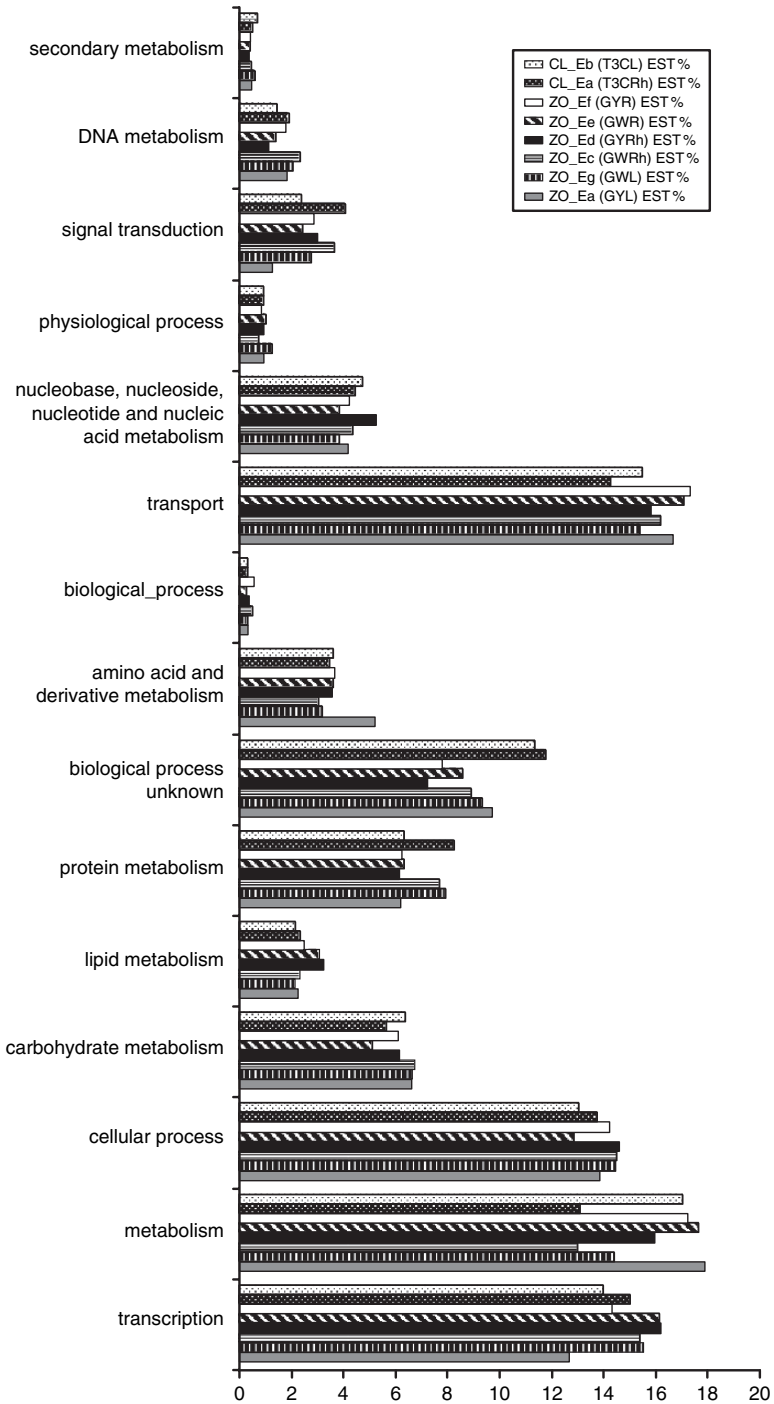 secondary metabolism
DNA metabolism
signal transduction
physiological process
nucleobase, nucleoside,
nucleotide and nucleic
acid metabolism
transport
biological_process
amino acid and
derivative metabolism
biological process
unknown
protein metabolism
lipid metabolism
carbohydrate metabolism
cellular process
metabolism
transcription
CL_Eb (T3CL) EST%
CL_Ea (T3CRh) EST%
ZO_Ef (GYR) EST%
ZO_Ee (GWR) EST%
ZO_Ed (GYRh) EST%
ZO_Ec (GWRh) EST%
ZO_Eg (GWL) EST%
ZO_Ea (GYL) EST%
0 2 4 6 8 10 12 14 16 18 20